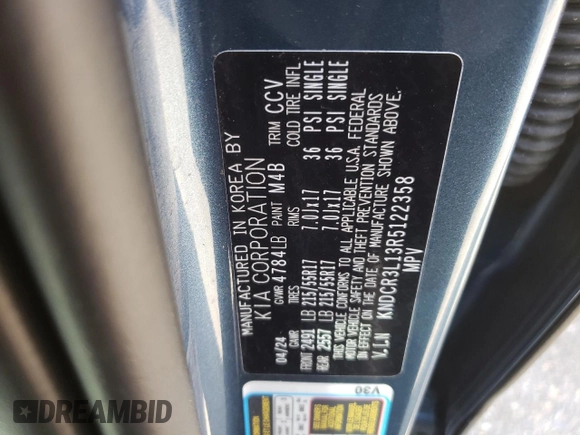 MANUFACTURED IN KOREA BY
KIA CORPORATION
04/24 GVWR 4784LB PAINT M4B TRIM CCV
GAWR TIRES RIMS COLD TIRE INFL.
FRONT 2491 LB 215/55R17 7.0JX17 36 PSI SINGLE
REAR 2557 LB 215/55R17 7.0JX17 36 PSI SINGLE
THIS VEHICLE CONFORMS TO ALL APPLICABLE U.S.A. FEDERAL
MOTOR VEHICLE SAFETY AND THEFT PREVENTION STANDARDS
IN EFFECT ON THE DATE OF MANUFACTURE SHOWN ABOVE.
V.I.N KNDCR3L13R5122358
MPV
V30
DREAMBID